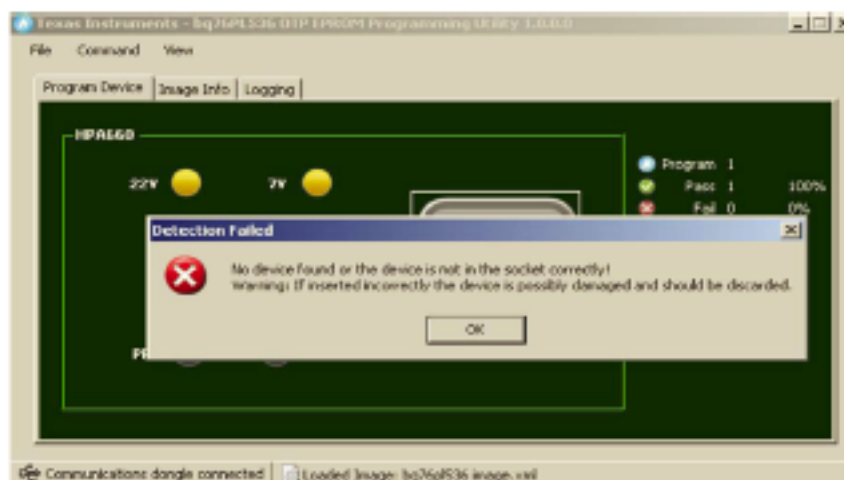 Texas Instruments - bq76PL536 OTP EPROM Programming Utility 1.0.0.0
File Command View
Program Device Image Info Logging
HPA660
22V 7V
Program 1
Pass 1 100%
Fail 0 0%
Detection Failed
No device found or the device is not in the socket correctly!
Warning: If inserted incorrectly the device is possibly damaged and should be discarded.
OK
Communications dongle connected Loaded Image: bq76pl536 image.xml